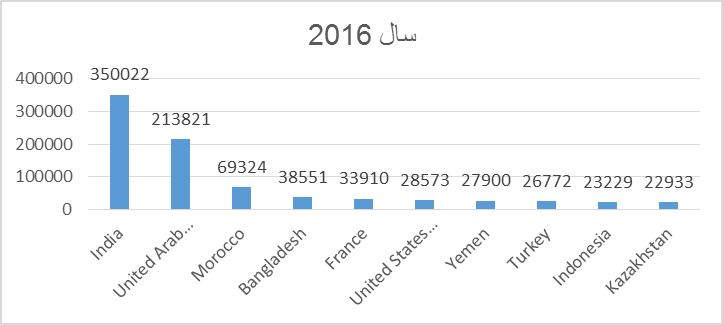 سال 2016
400000
300000
200000
100000
0
350022
213821
69324
38551
33910
28573
27900
26772
23229
22933
India
United Arab...
Morocco
Bangladesh
France
United States...
Yemen
Turkey
Indonesia
Kazakhstan